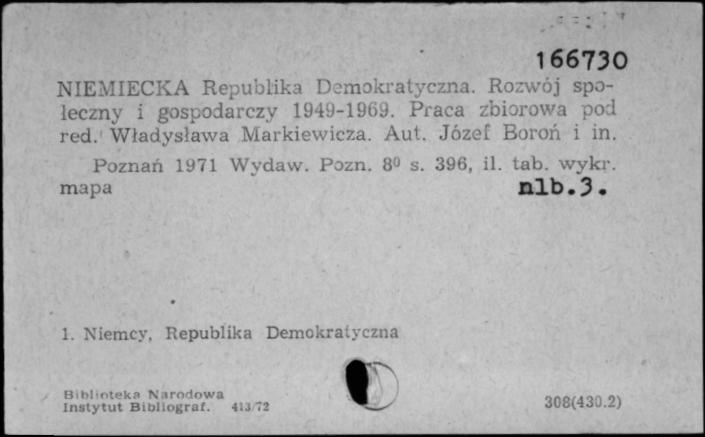 166730
NIEMIECKA Republika Demokratyczna. Rozwój spo-
łeczny i gospodarczy 1949-1969. Praca zbiorowa pod
red. Władysława Markiewicza. Aut. Józef Boroń i in.
Poznań 1971 Wydaw. Pozn. 8⁰ s. 396, il. tab. wykr.
mapa nlb.3.
1. Niemcy, Republika Demokratyczna
Biblioteka Narodowa
Instytut Bibliograf. 413/72
308(430.2)